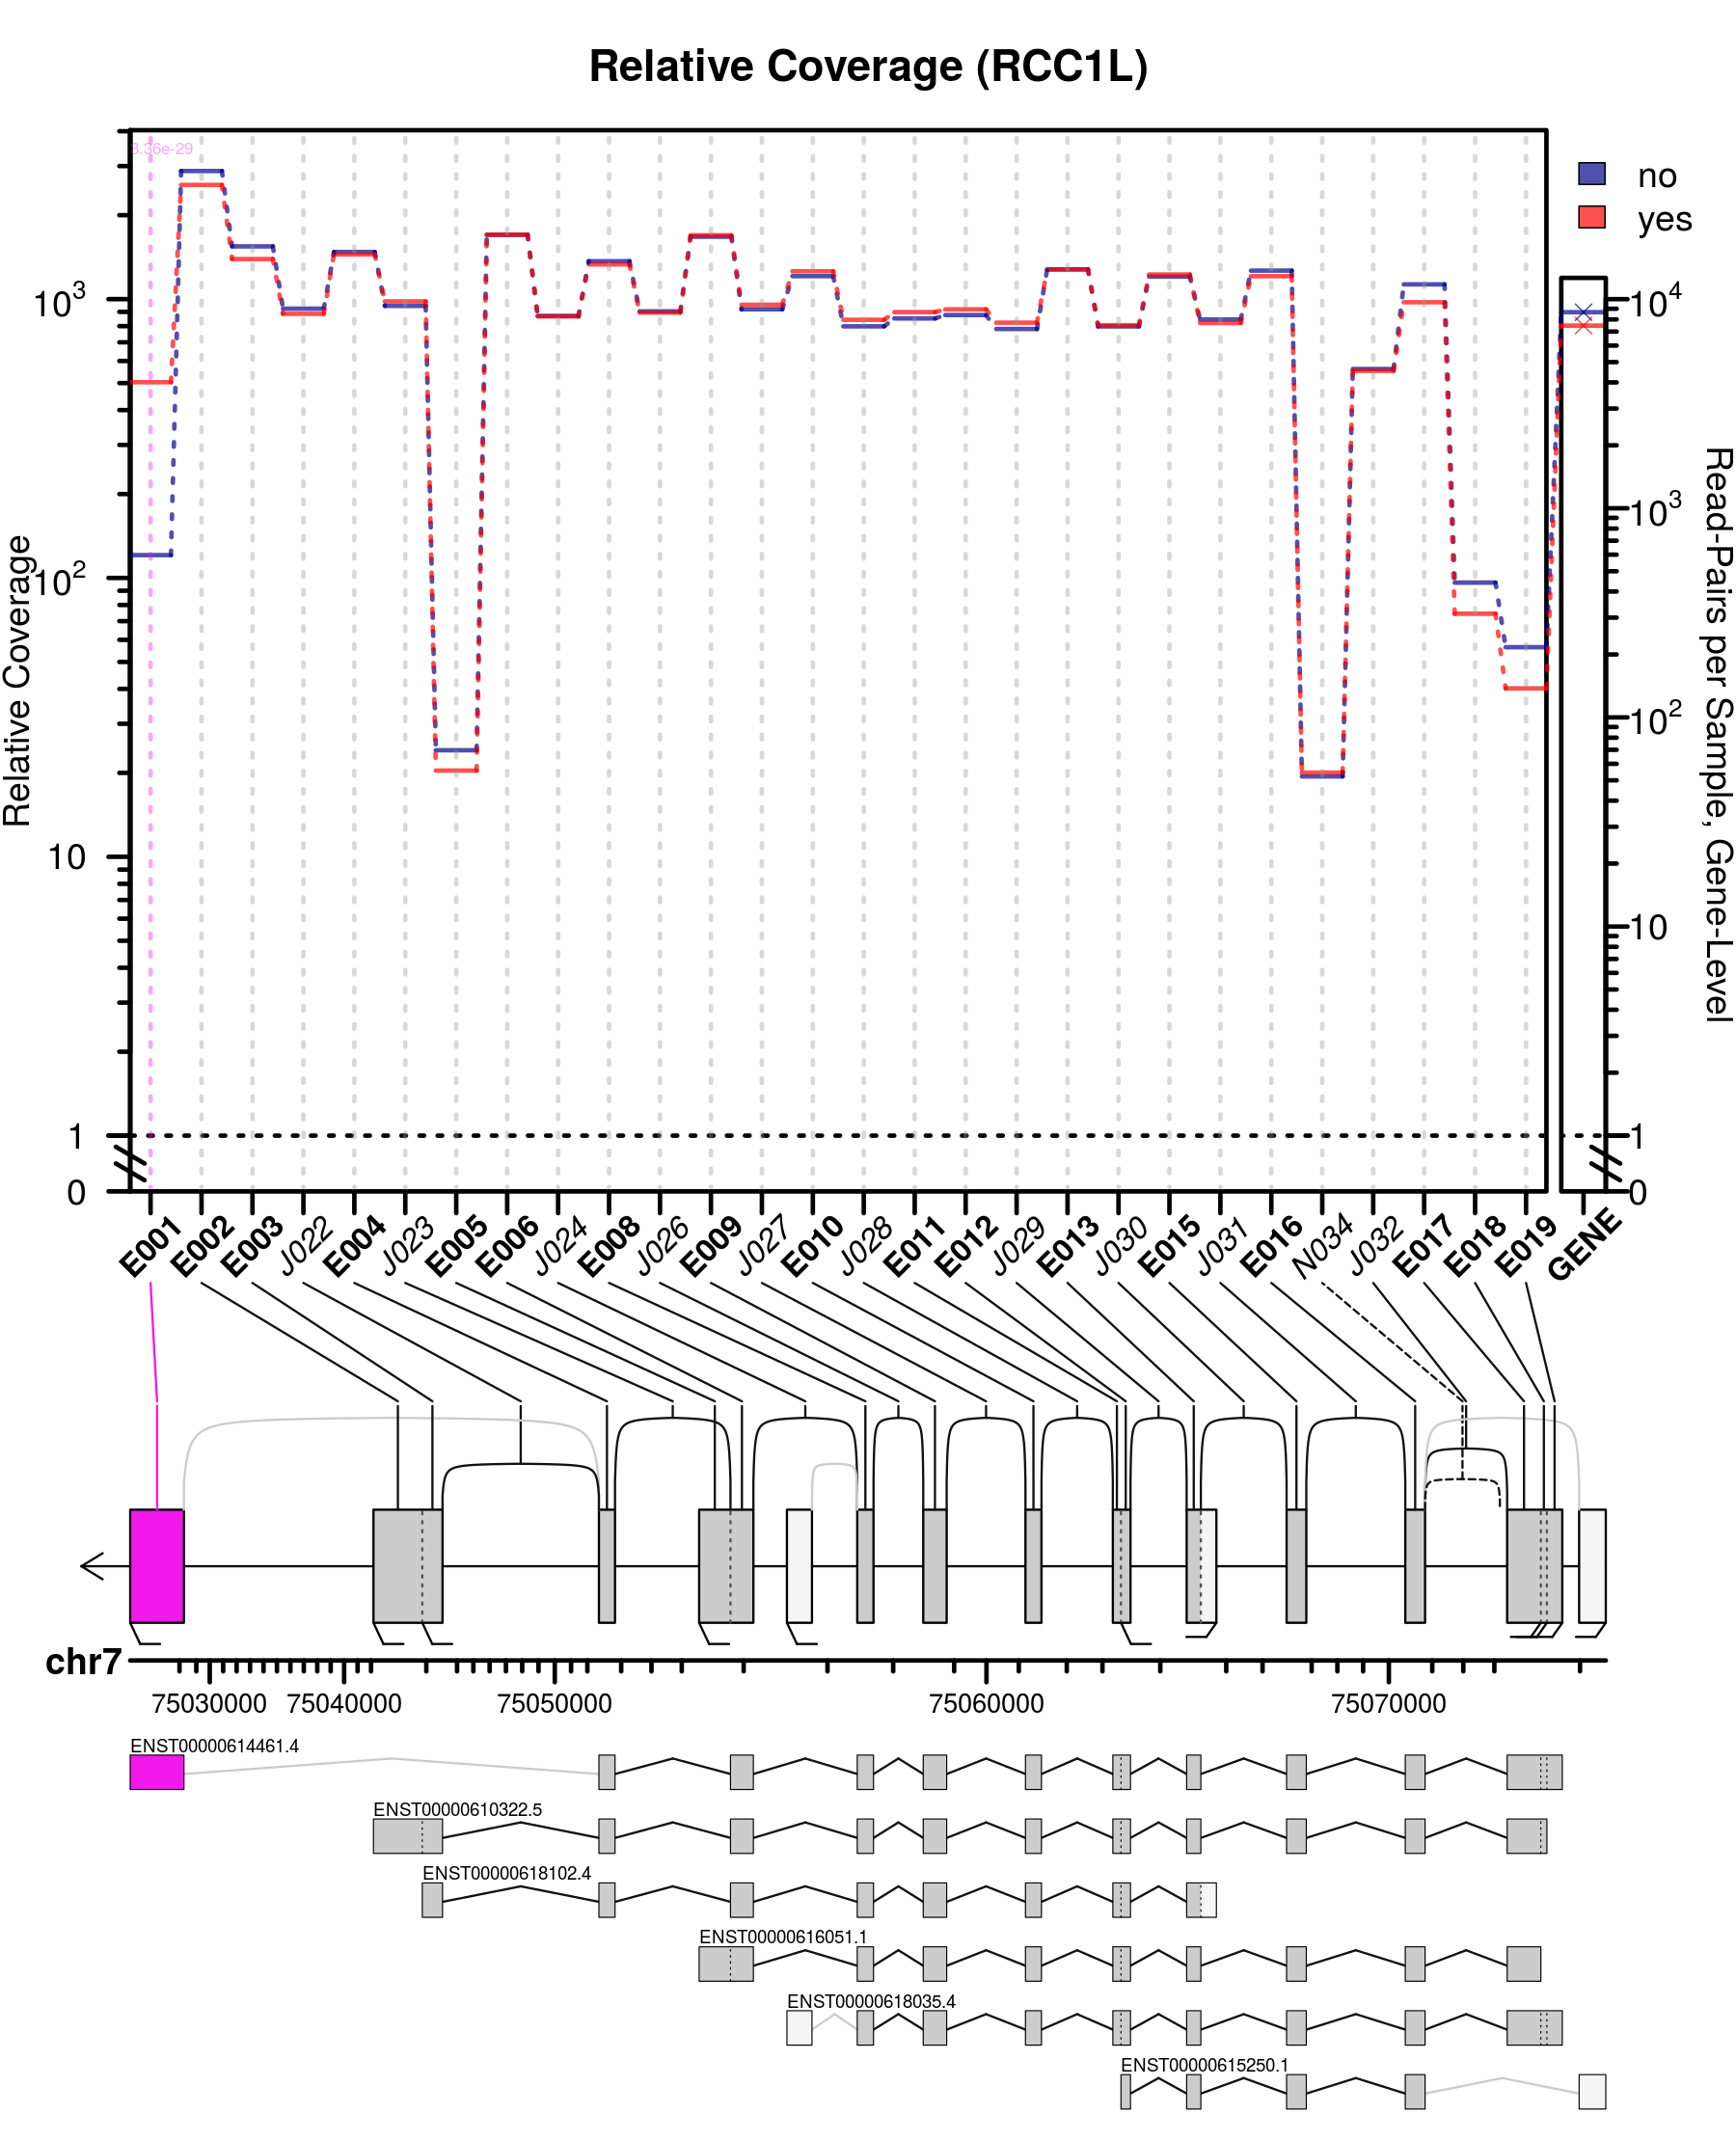 Relative Coverage (RCC1L)
3.36e-29
no
yes
10^3
10^2
10
1
0
Relative Coverage
10^4
10^3
10^2
10
1
0
Read-Pairs per Sample, Gene-Level
E001 E002 E003 J022 E004 J023 E005 E006 J024 E008 J026 E009 J027 E010 J028 E011 E012 J029 E013 J030 E015 J031 E016 N034 J032 E017 E018 E019 GENE
chr7
75030000 75040000 75050000 75060000 75070000
ENST00000614461.4
ENST00000610322.5
ENST00000618102.4
ENST00000616051.1
ENST00000618035.4
ENST00000615250.1